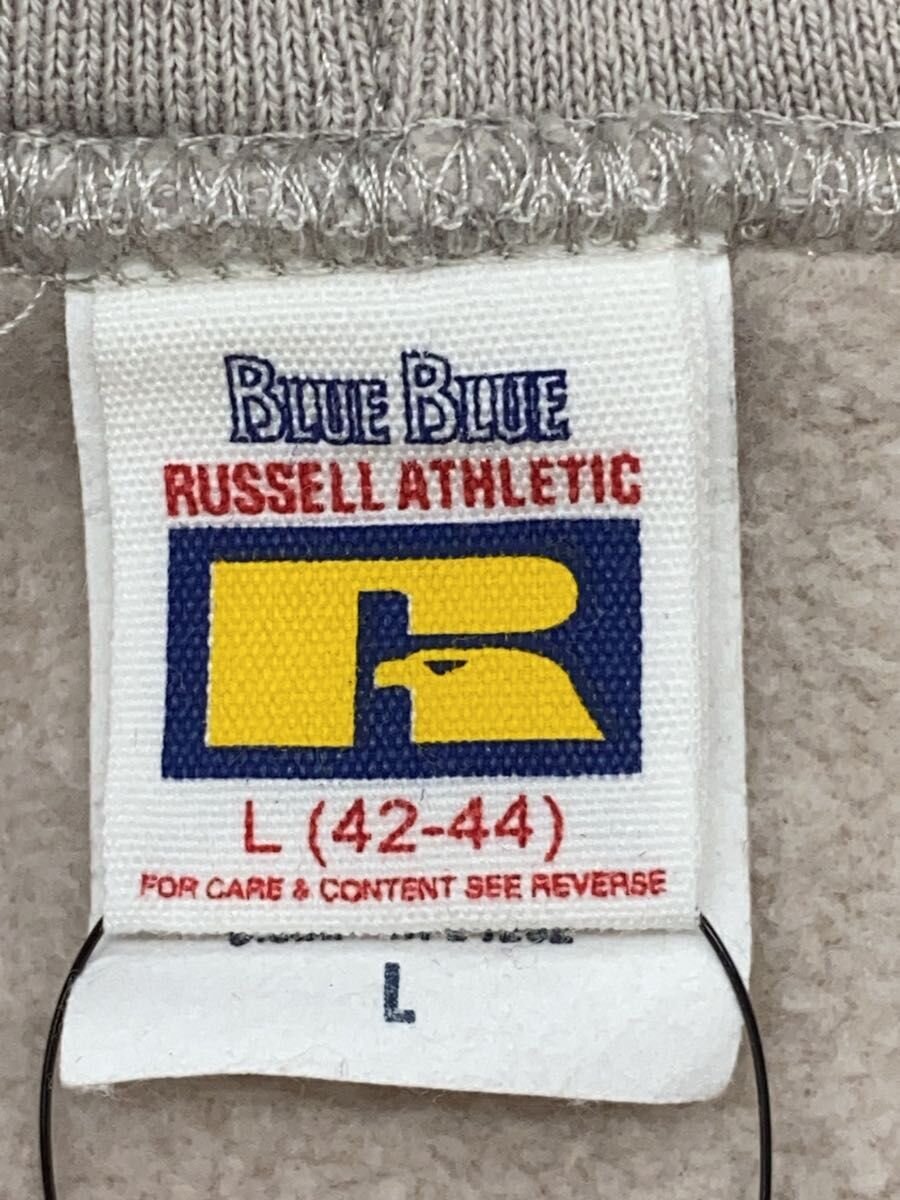 BLUE BLUE
RUSSELL ATHLETIC
R
L (42-44)
FOR CARE & CONTENT SEE REVERSE
L